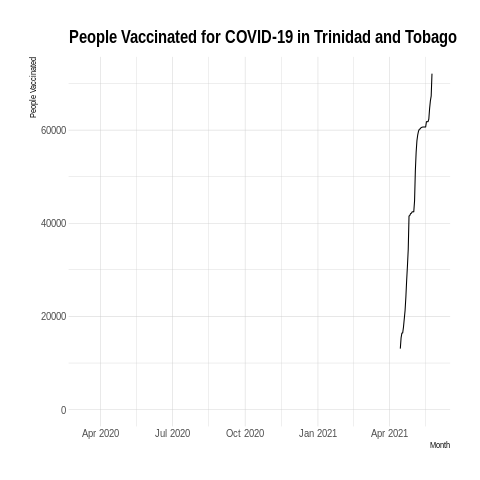 People Vaccinated for COVID-19 in Trinidad and Tobago
People Vaccinated
60000
40000
20000
0
Apr 2020 Jul 2020 Oct 2020 Jan 2021 Apr 2021
Month